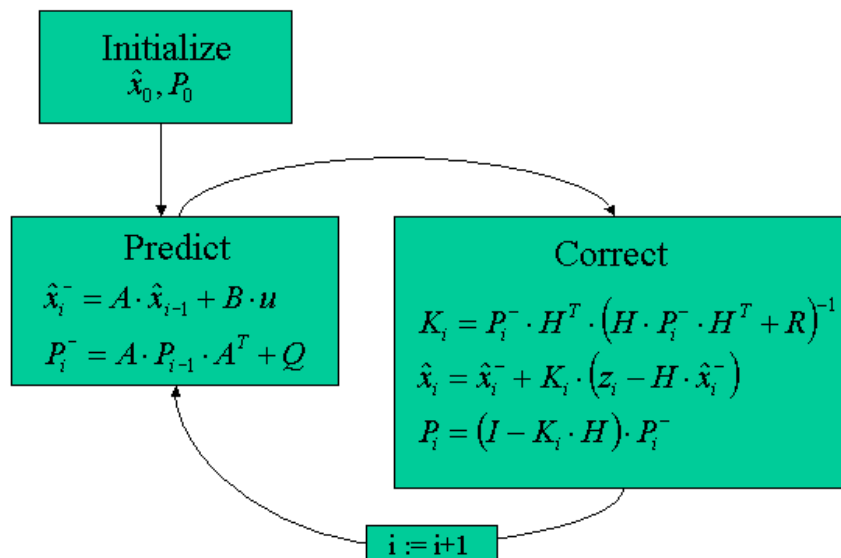 Initialize
x̂₀, P₀
Predict
x̂ᵢ⁻ = A · x̂ᵢ₋₁ + B · u
Pᵢ⁻ = A · Pᵢ₋₁ · Aᵀ + Q
Correct
Kᵢ = Pᵢ⁻ · Hᵀ · (H · Pᵢ⁻ · Hᵀ + R)⁻¹
x̂ᵢ = x̂ᵢ⁻ + Kᵢ · (zᵢ − H · x̂ᵢ⁻)
Pᵢ = (I − Kᵢ · H) · Pᵢ⁻
i := i+1